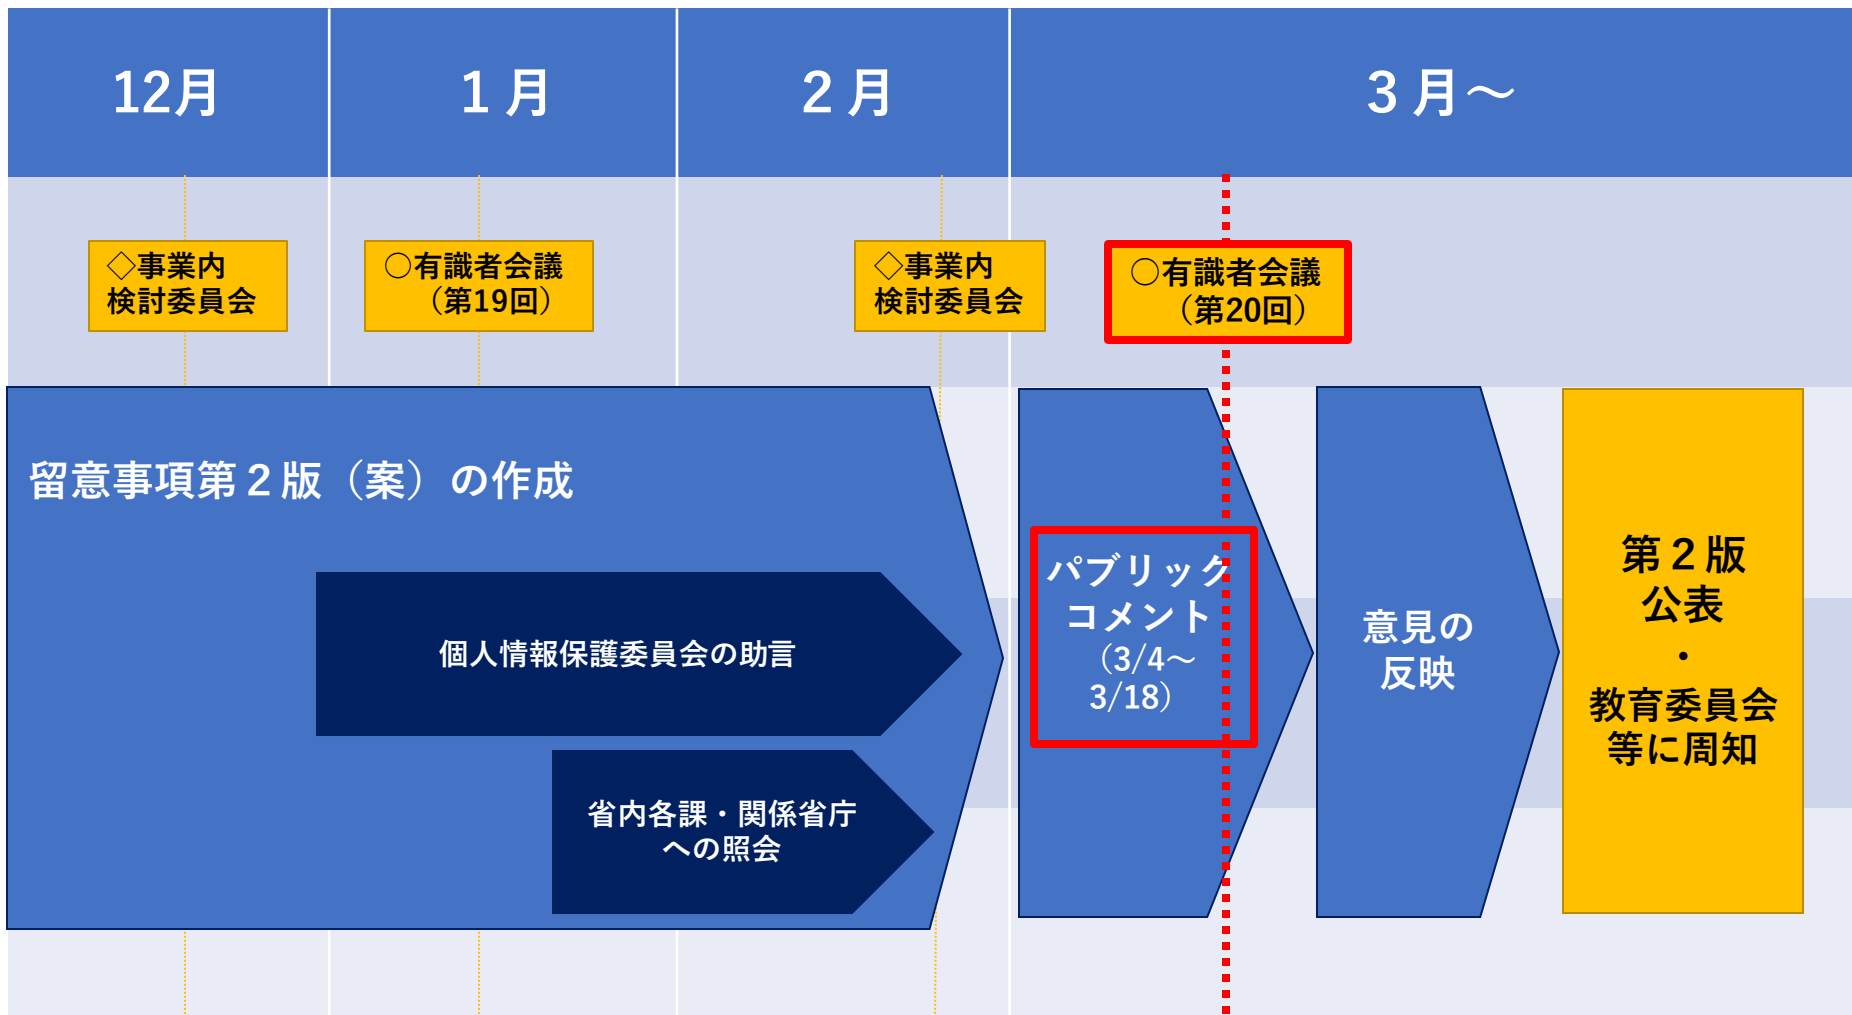 12月
1月
2月
3月～
◇事業内
検討委員会
○有識者会議
（第19回）
◇事業内
検討委員会
○有識者会議
（第20回）
留意事項第２版（案）の作成
個人情報保護委員会の助言
省内各課・関係省庁
への照会
パブリック
コメント
（3/4～
3/18）
意見の
反映
第２版
公表
・
教育委員会
等に周知